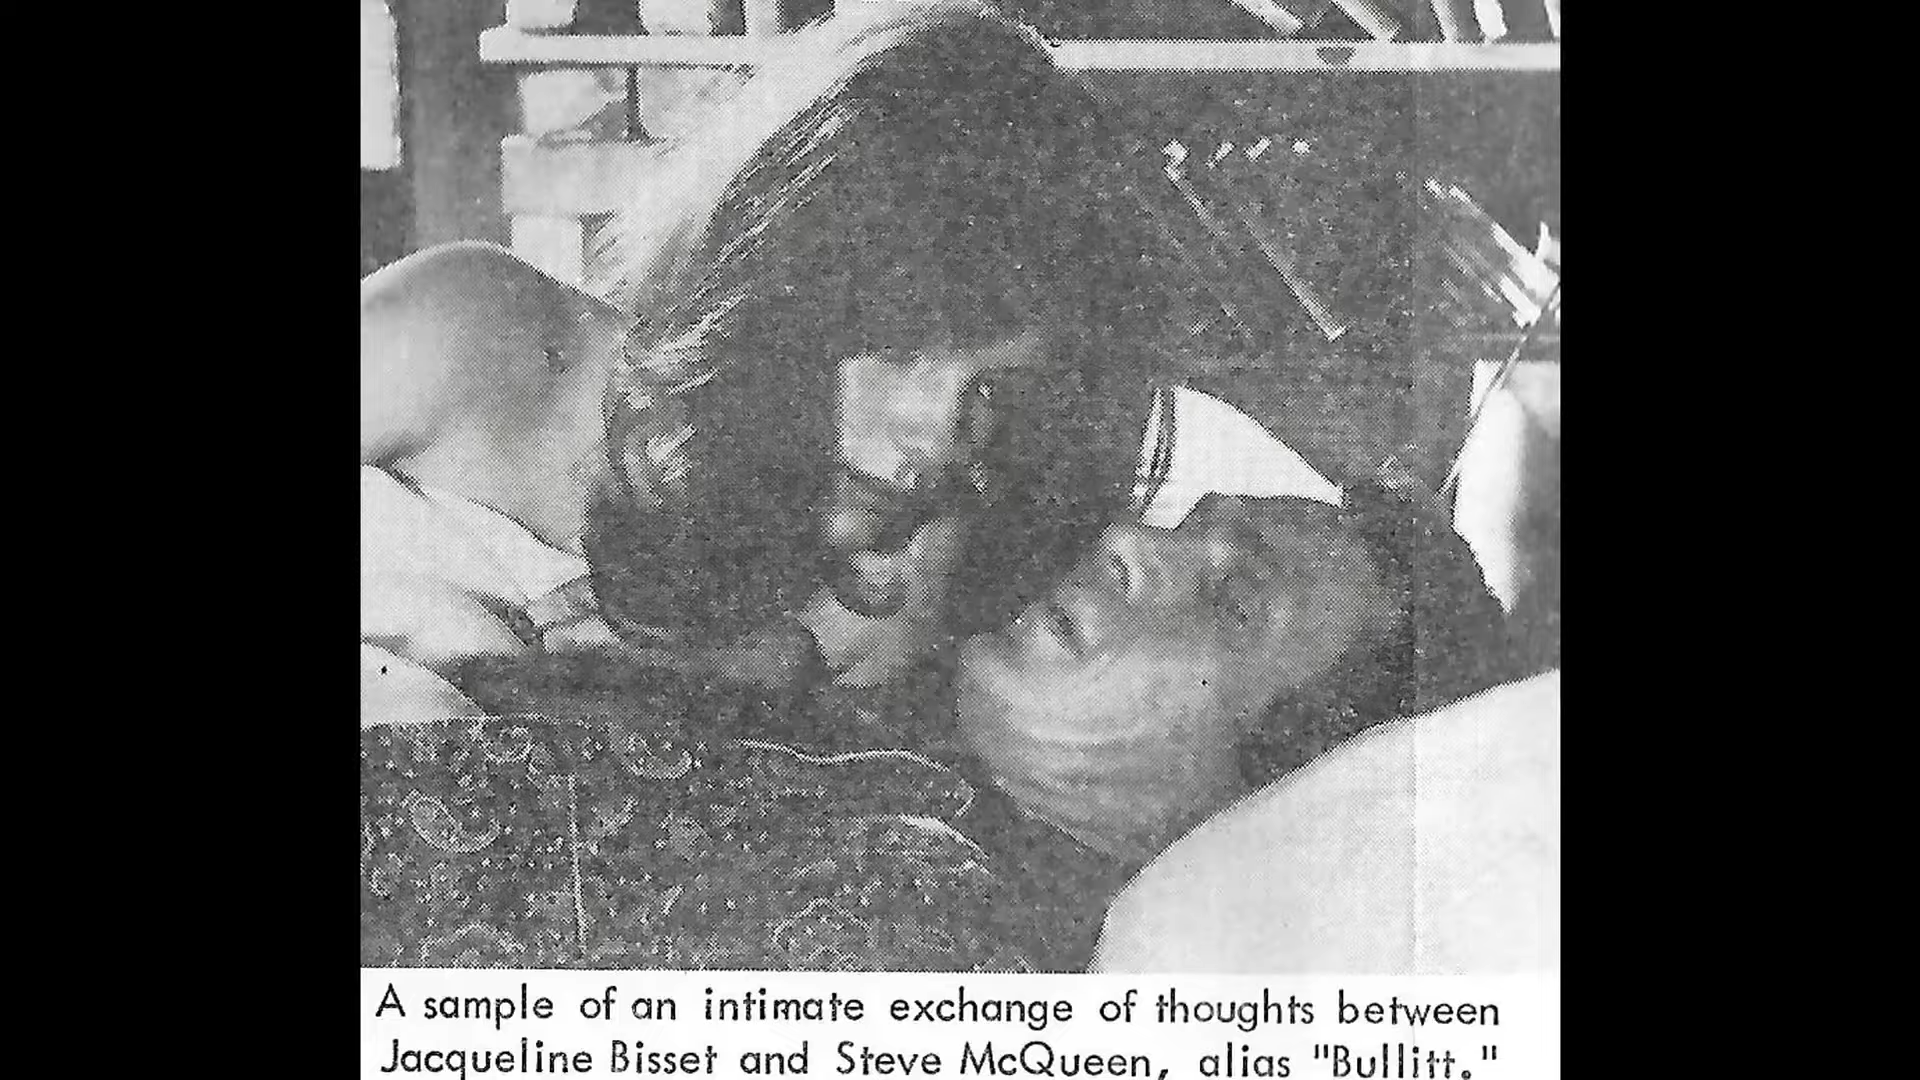 A sample of an intimate exchange of thoughts between
Jacqueline Bisset and Steve McQueen, alias "Bullitt."